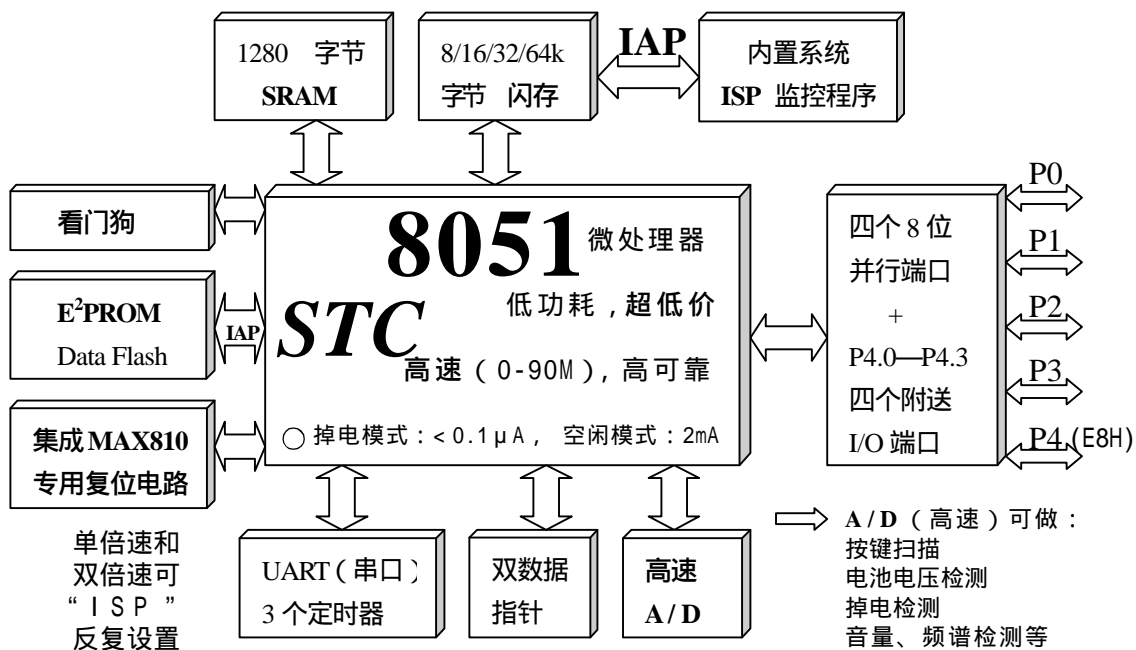 1280 字节
SRAM
8/16/32/64k
字节 闪存
IAP
内置系统
ISP 监控程序
看门狗
E²PROM
Data Flash
IAP
集成 MAX810
专用复位电路
8051 微处理器
STC
低功耗，超低价
高速（0-90M），高可靠
○ 掉电模式：<0.1μA， 空闲模式：2mA
四个 8 位
并行端口
+
P4.0—P4.3
四个附送
I/O 端口
P0
P1
P2
P3
P4 (E8H)
单倍速和
双倍速可
“ISP”
反复设置
UART（串口）
3 个定时器
双数据
指针
高速
A/D
A/D（高速）可做：
按键扫描
电池电压检测
掉电检测
音量、频谱检测等